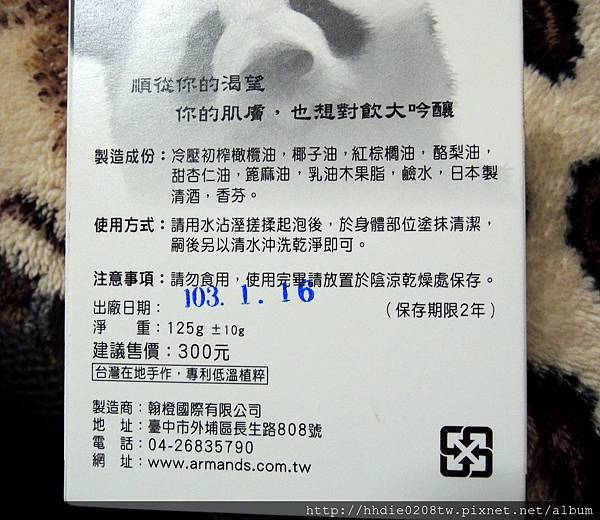 順從你的渴望
你的肌膚，也想對飲大吟釀
製造成份：冷壓初榨橄欖油，椰子油，紅棕櫚油，酪梨油，
甜杏仁油，篦麻油，乳油木果脂，鹼水，日本製
清酒，香芬。
使用方式：請用水沾溼搓揉起泡後，於身體部位塗抹清潔，
嗣後另以清水沖洗乾淨即可。
注意事項：請勿食用，使用完畢請放置於陰涼乾燥處保存。
出廠日期：103.1.16（保存期限2年）
淨　　重：125g ±10g
建議售價：300元
台灣在地手作，專利低溫植粹
製造商：翰橙國際有限公司
地　址：臺中市外埔區長生路808號
電　話：04-26835790
網　址：www.armands.com.tw
http://hhdie0208tw.pixnet.net/album